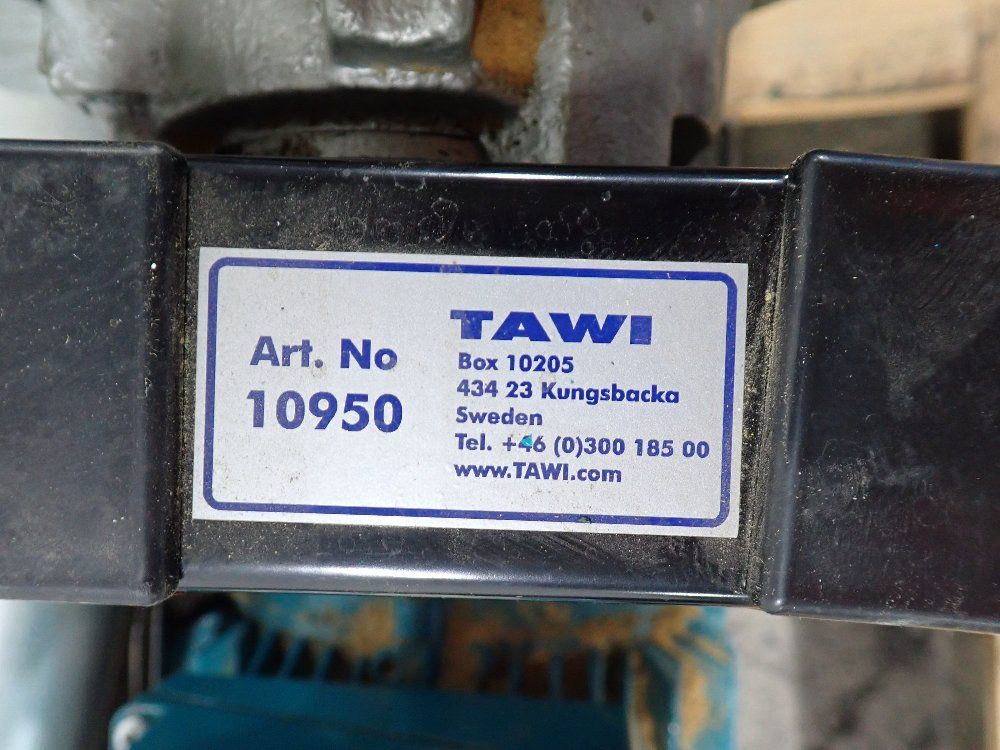 Art. No
10950
TAWI
Box 10205
434 23 Kungsbacka
Sweden
Tel. +46 (0)300 185 00
www.TAWI.com